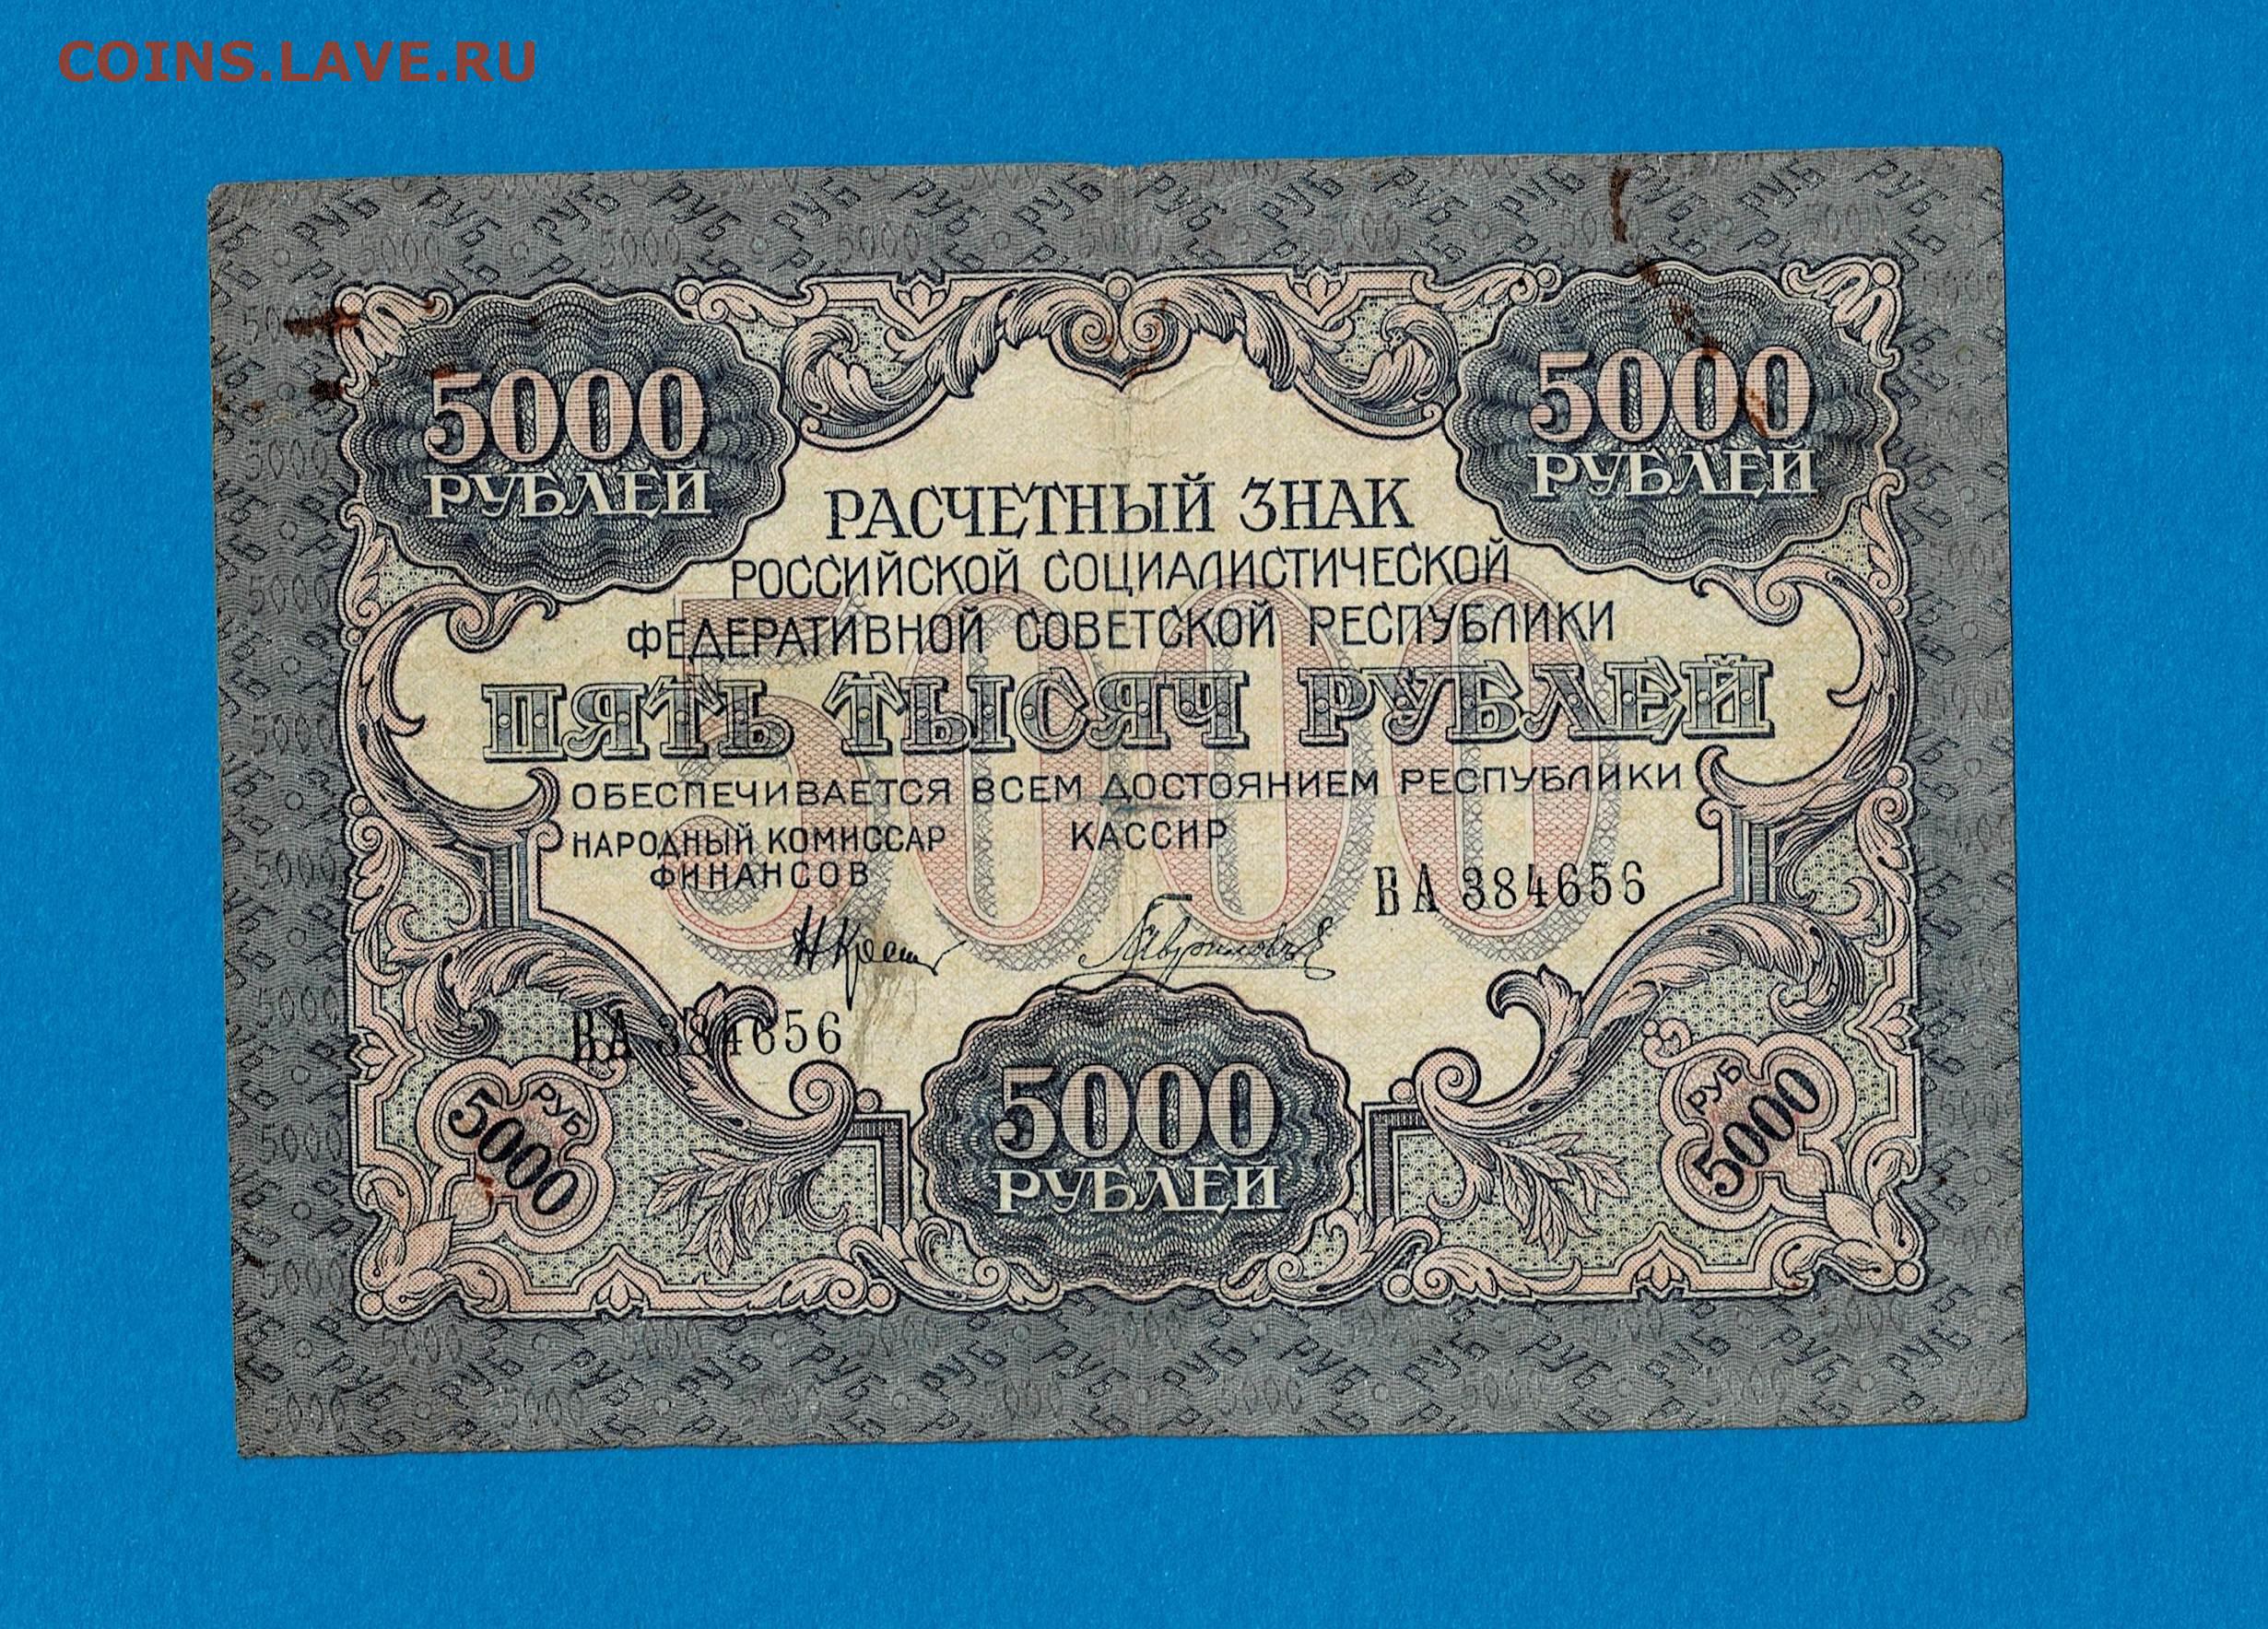 COINS.LAVE.RU
5000
РУБЛЕЙ
5000
РУБЛЕЙ
РАСЧЕТНЫЙ ЗНАК
РОССИЙСКОЙ СОЦИАЛИСТИЧЕСКОЙ
ФЕДЕРАТИВНОЙ СОВЕТСКОЙ РЕСПУБЛИКИ
5000
ПЯТЬ ТЫСЯЧ РУБЛЕЙ
ОБЕСПЕЧИВАЕТСЯ ВСЕМ ДОСТОЯНИЕМ РЕСПУБЛИКИ
НАРОДНЫЙ КОМИССАР
ФИНАНСОВ
КАССИР
ВА 384656
ВА 384656
РУБ
5000
5000
РУБЛЕЙ
РУБ
5000